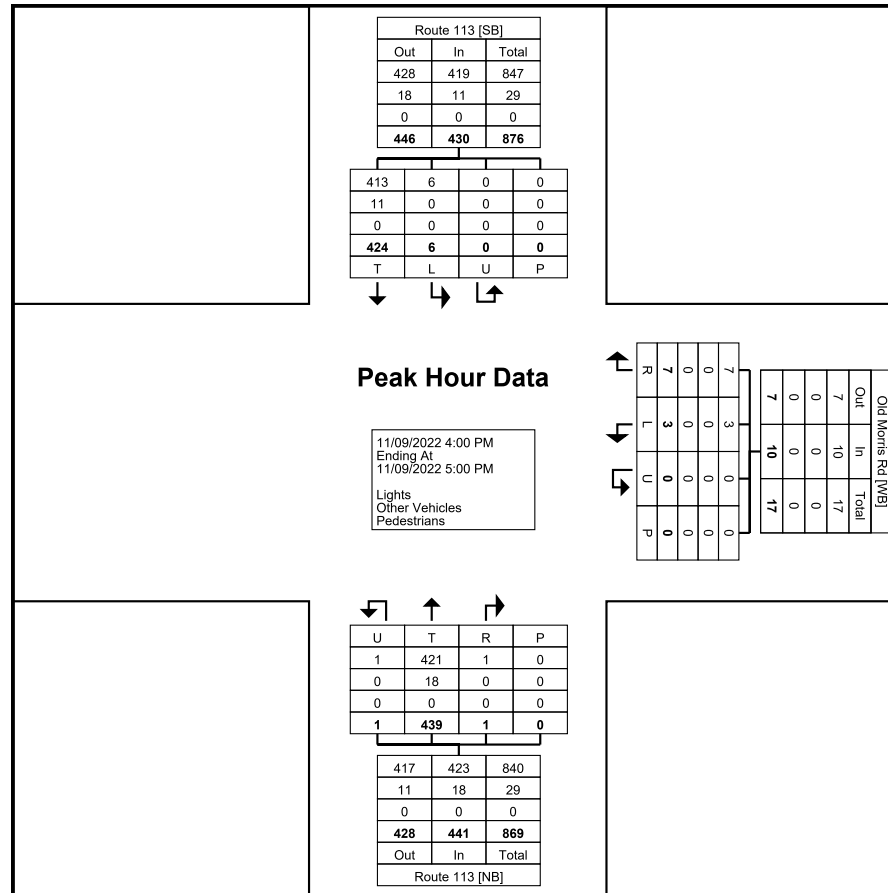 Route 113 [SB]
Out In Total
428 419 847
18 11 29
0 0 0
446 430 876
413 6 0 0
11 0 0 0
0 0 0 0
424 6 0 0
T L U P
Peak Hour Data
11/09/2022 4:00 PM
Ending At
11/09/2022 5:00 PM
Lights
Other Vehicles
Pedestrians
Old Morris Rd [WB]
Out In Total
7 10 17
0 0 0
0 0 0
7 10 17
7 3 0 0
0 0 0 0
0 0 0 0
7 3 0 0
R L U P
U T R P
1 421 1 0
0 18 0 0
0 0 0 0
1 439 1 0
417 423 840
11 18 29
0 0 0
428 441 869
Out In Total
Route 113 [NB]